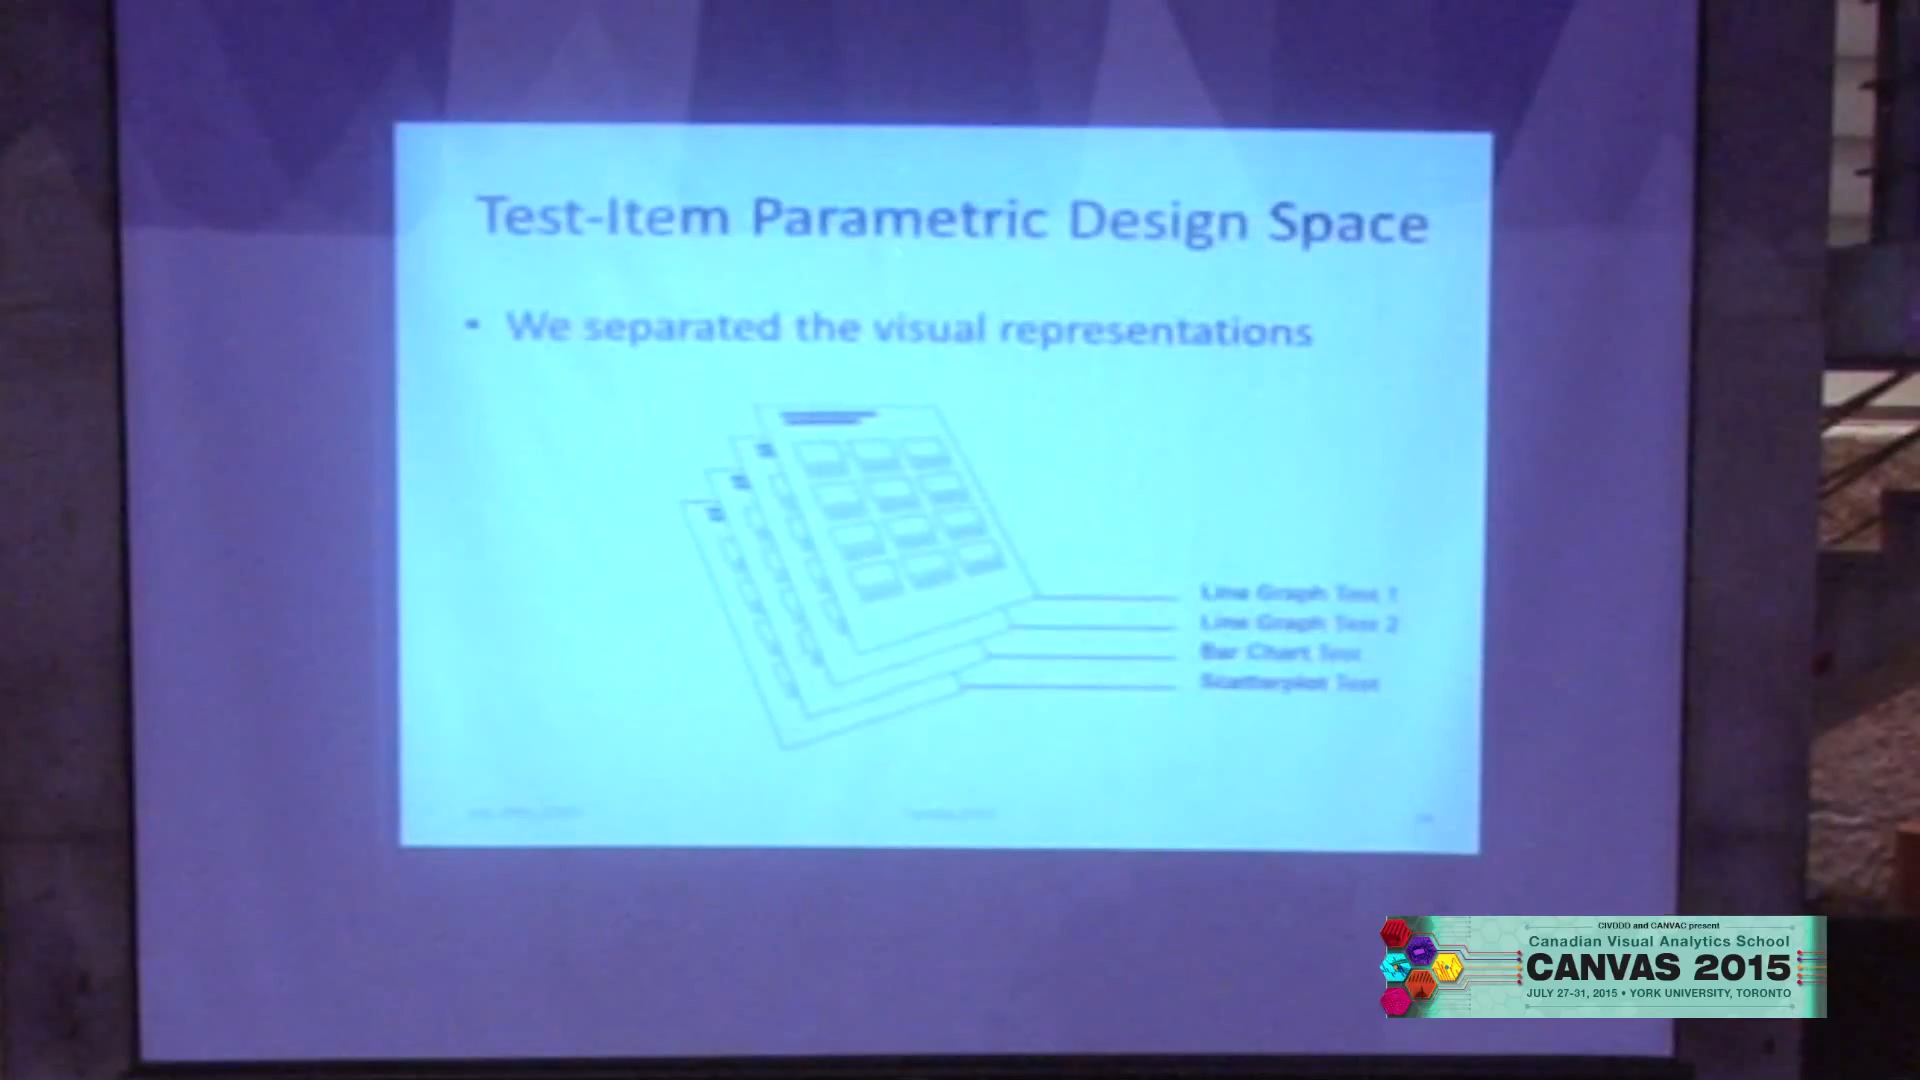 Test-Item Parametric Design Space
• We separated the visual representations
Line Graph Test 1
Line Graph Test 2
Bar Chart Test
Scatterplot Test
CIVDDD and CANVAC present
Canadian Visual Analytics School
CANVAS 2015
JULY 27-31, 2015 • YORK UNIVERSITY, TORONTO